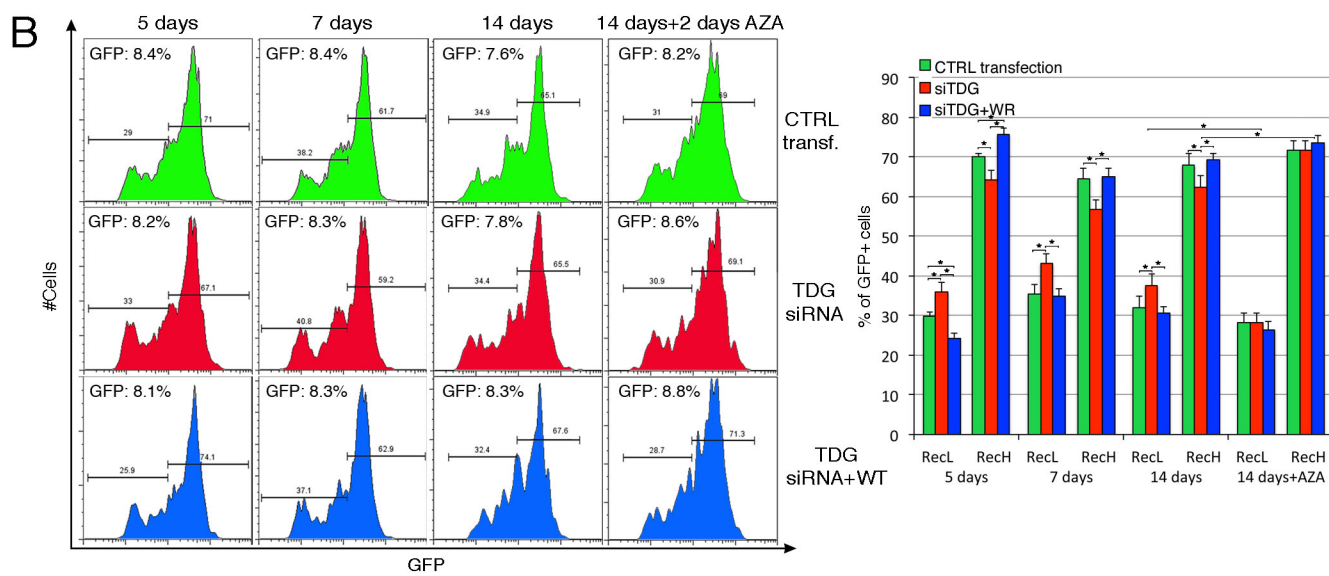 B
5 days
7 days
14 days
14 days+2 days AZA
GFP: 8.4%
29
71
GFP: 8.4%
38.2
61.7
GFP: 7.6%
34.9
65.1
GFP: 8.2%
31
69
CTRL
transf.
GFP: 8.2%
33
67.1
GFP: 8.3%
40.8
59.2
GFP: 7.8%
34.4
65.5
GFP: 8.6%
30.9
69.1
TDG
siRNA
GFP: 8.1%
25.9
74.1
GFP: 8.3%
37.1
62.9
GFP: 8.3%
32.4
67.6
GFP: 8.8%
28.7
71.3
TDG
siRNA+WT
#Cells
GFP
CTRL transfection
siTDG
siTDG+WR
% of GFP+ cells
90
80
70
60
50
40
30
20
10
0
* * * * * *
* * * *
* * * *
* *
RecL RecH RecL RecH RecL RecH RecL RecH
5 days 7 days 14 days 14 days+AZA